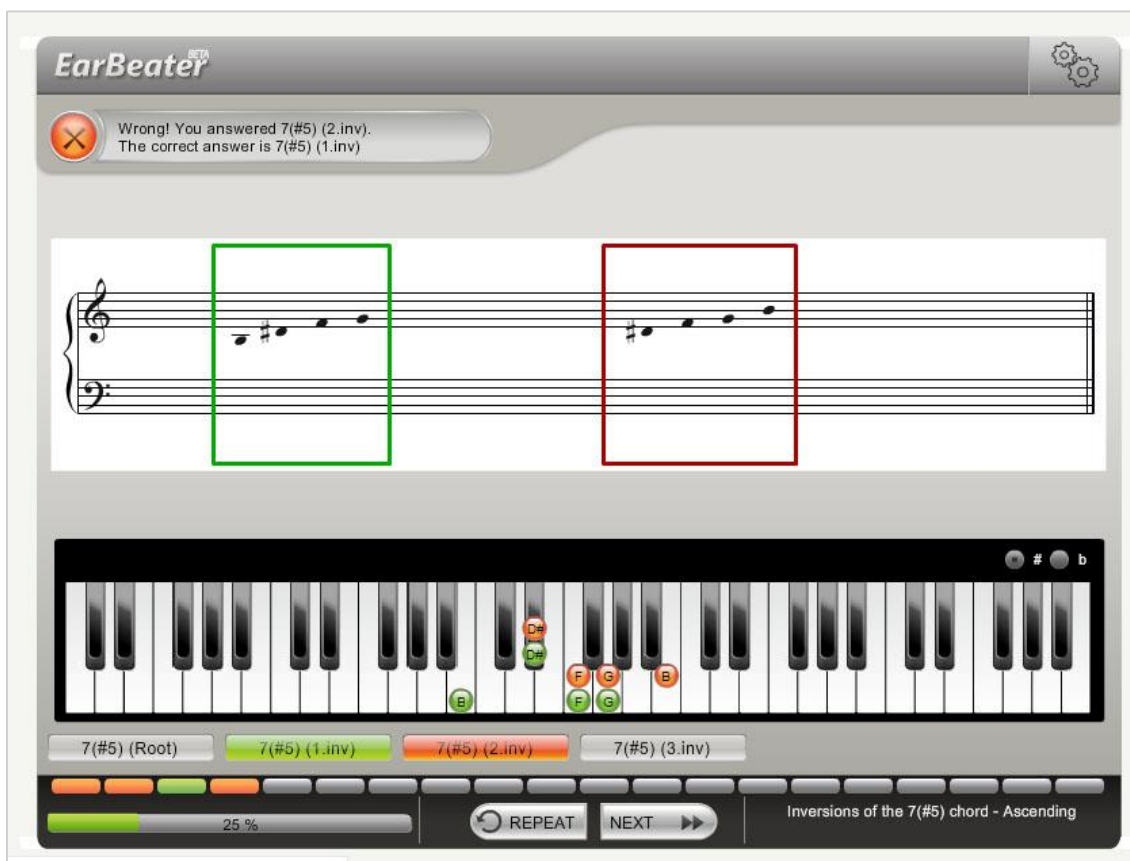 EarBeater BETA
Wrong! You answered 7(#5) (2.inv).
The correct answer is 7(#5) (1.inv)
# b
D#
D#
F G B
B F G
7(#5) (Root) 7(#5) (1.inv) 7(#5) (2.inv) 7(#5) (3.inv)
25 % REPEAT NEXT Inversions of the 7(#5) chord - Ascending